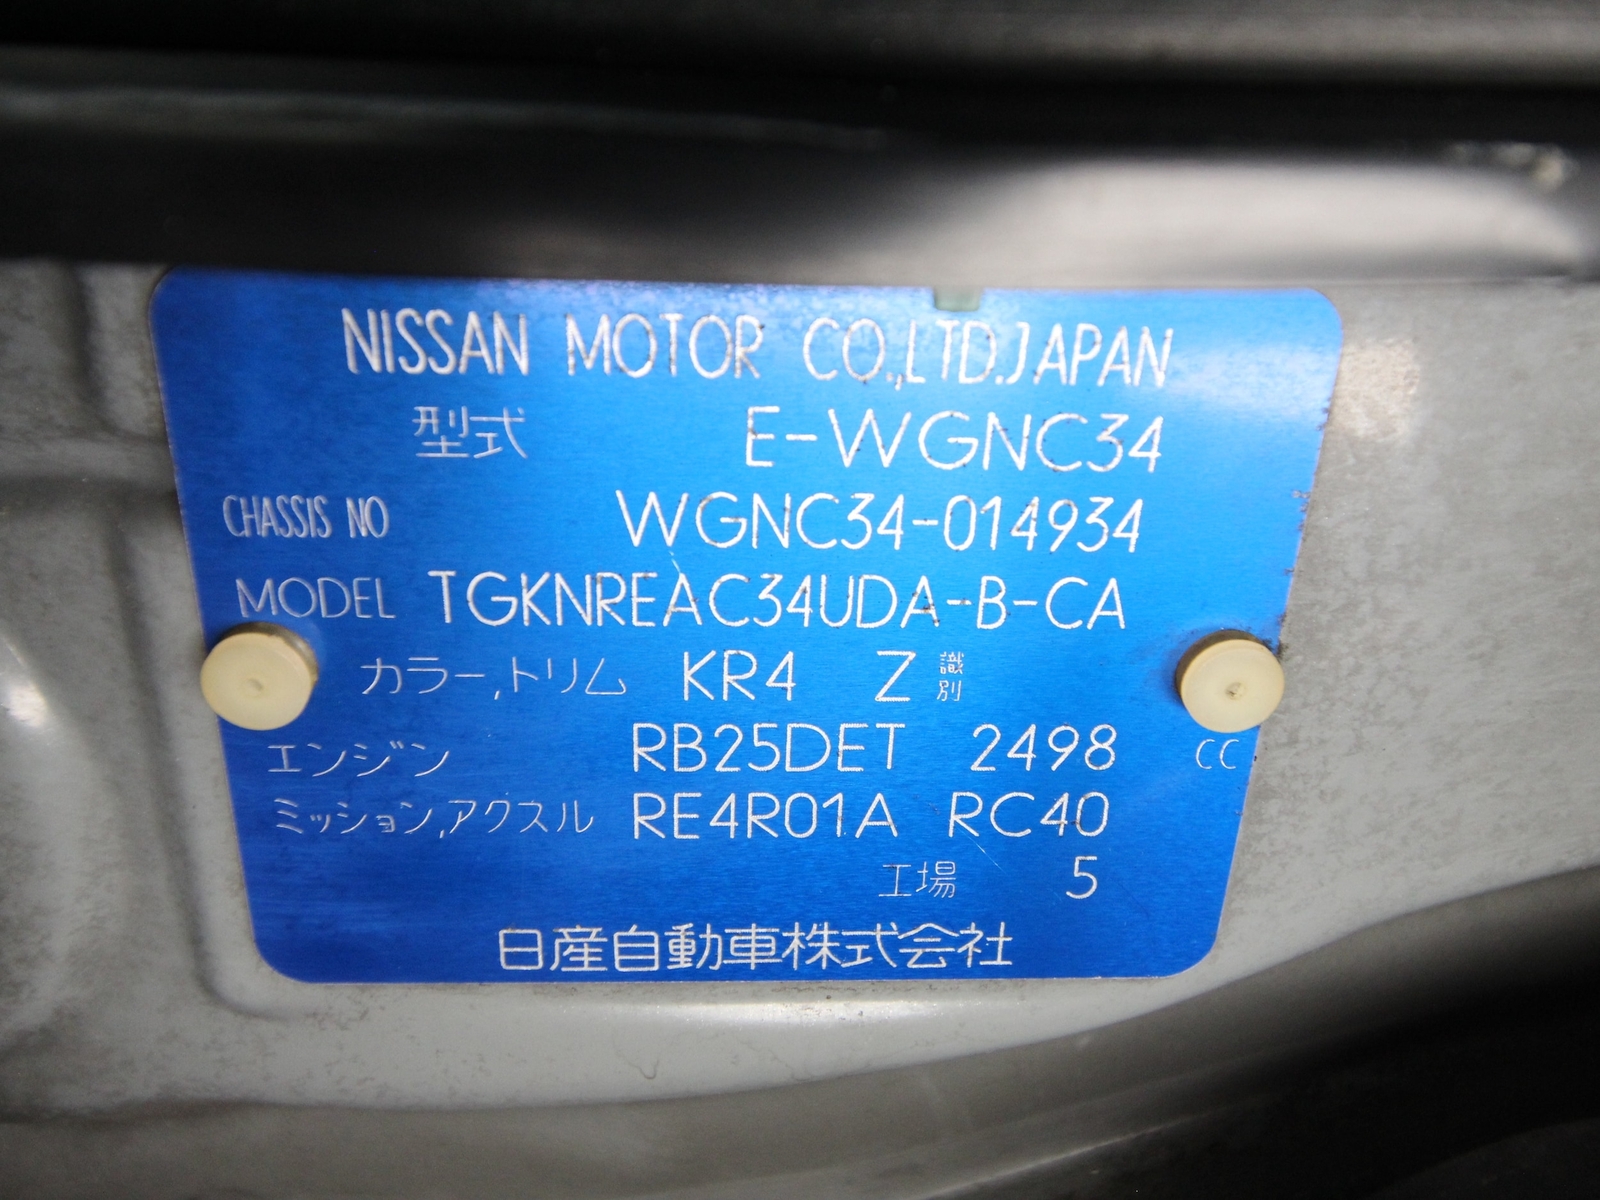 NISSAN MOTOR CO.,LTD.JAPAN
型式 E-WGNC34
CHASSIS NO WGNC34-014934
MODEL TGKNREAC34UDA-B-CA
カラー,トリム KR4 Z 識別
エンジン RB25DET 2498 CC
ミッション,アクスル RE4R01A RC40
工場 5
日産自動車株式会社